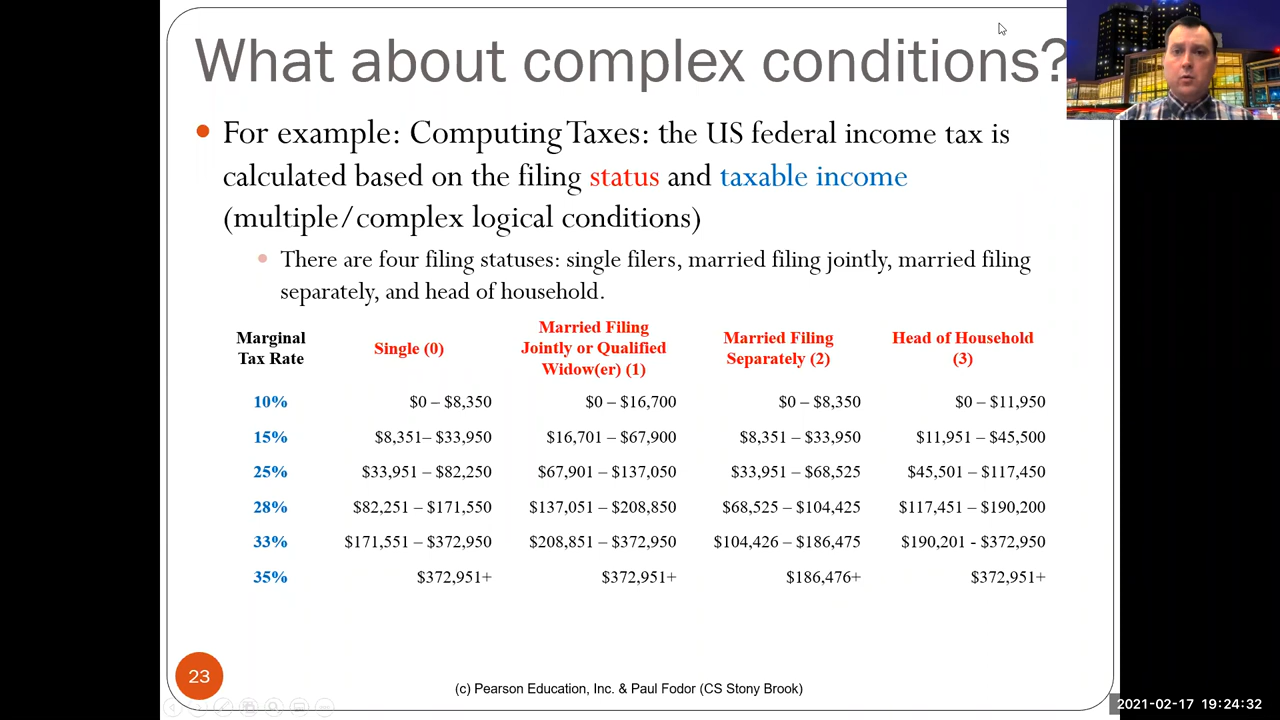 What about complex conditions?
• For example: Computing Taxes: the US federal income tax is
calculated based on the filing status and taxable income
(multiple/complex logical conditions)
• There are four filing statuses: single filers, married filing jointly, married filing
separately, and head of household.
Marginal Tax Rate Single (0) Married Filing Jointly or Qualified Widow(er) (1) Married Filing Separately (2) Head of Household (3)
10% $0 – $8,350 $0 – $16,700 $0 – $8,350 $0 – $11,950
15% $8,351– $33,950 $16,701 – $67,900 $8,351 – $33,950 $11,951 – $45,500
25% $33,951 – $82,250 $67,901 – $137,050 $33,951 – $68,525 $45,501 – $117,450
28% $82,251 – $171,550 $137,051 – $208,850 $68,525 – $104,425 $117,451 – $190,200
33% $171,551 – $372,950 $208,851 – $372,950 $104,426 – $186,475 $190,201 - $372,950
35% $372,951+ $372,951+ $186,476+ $372,951+
23
(c) Pearson Education, Inc. & Paul Fodor (CS Stony Brook)
2021-02-17 19:24:32